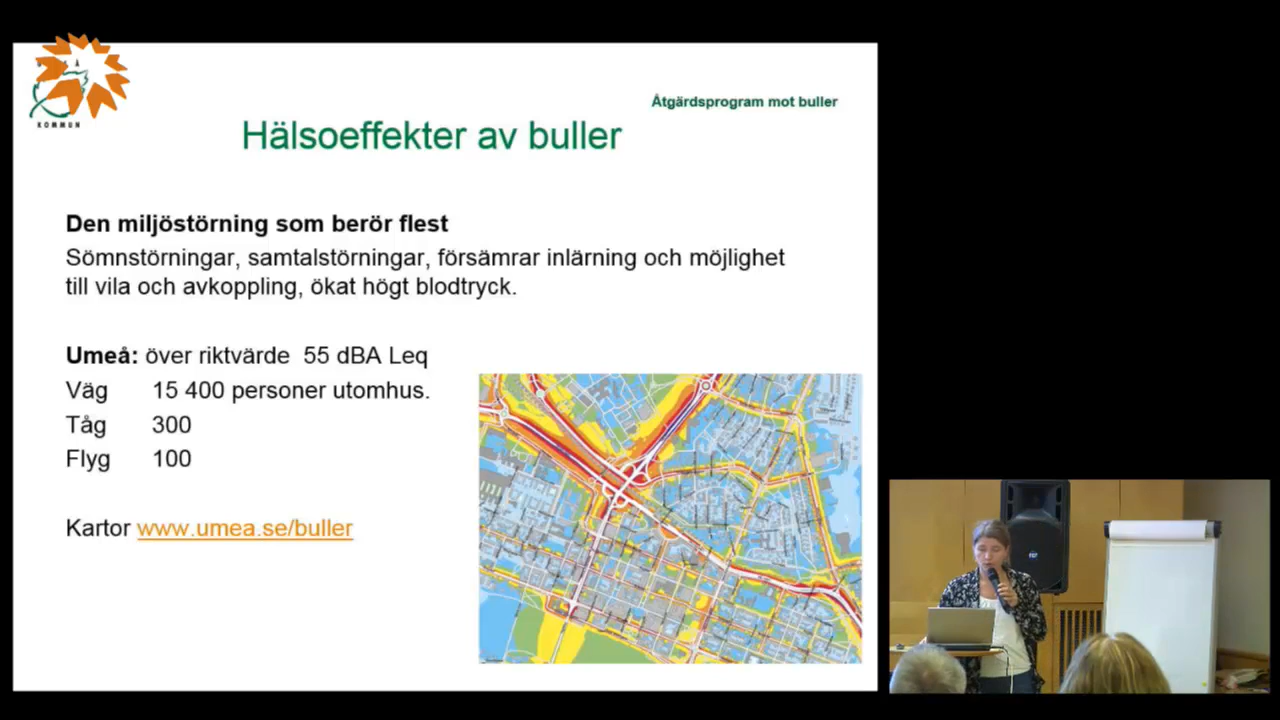 KOMMUN
Åtgärdsprogram mot buller
Hälsoeffekter av buller
Den miljöstörning som berör flest
Sömnstörningar, samtalstörningar, försämrar inlärning och möjlighet
till vila och avkoppling, ökat högt blodtryck.
Umeå: över riktvärde 55 dBA Leq
Väg 15 400 personer utomhus.
Tåg 300
Flyg 100
Kartor www.umea.se/buller